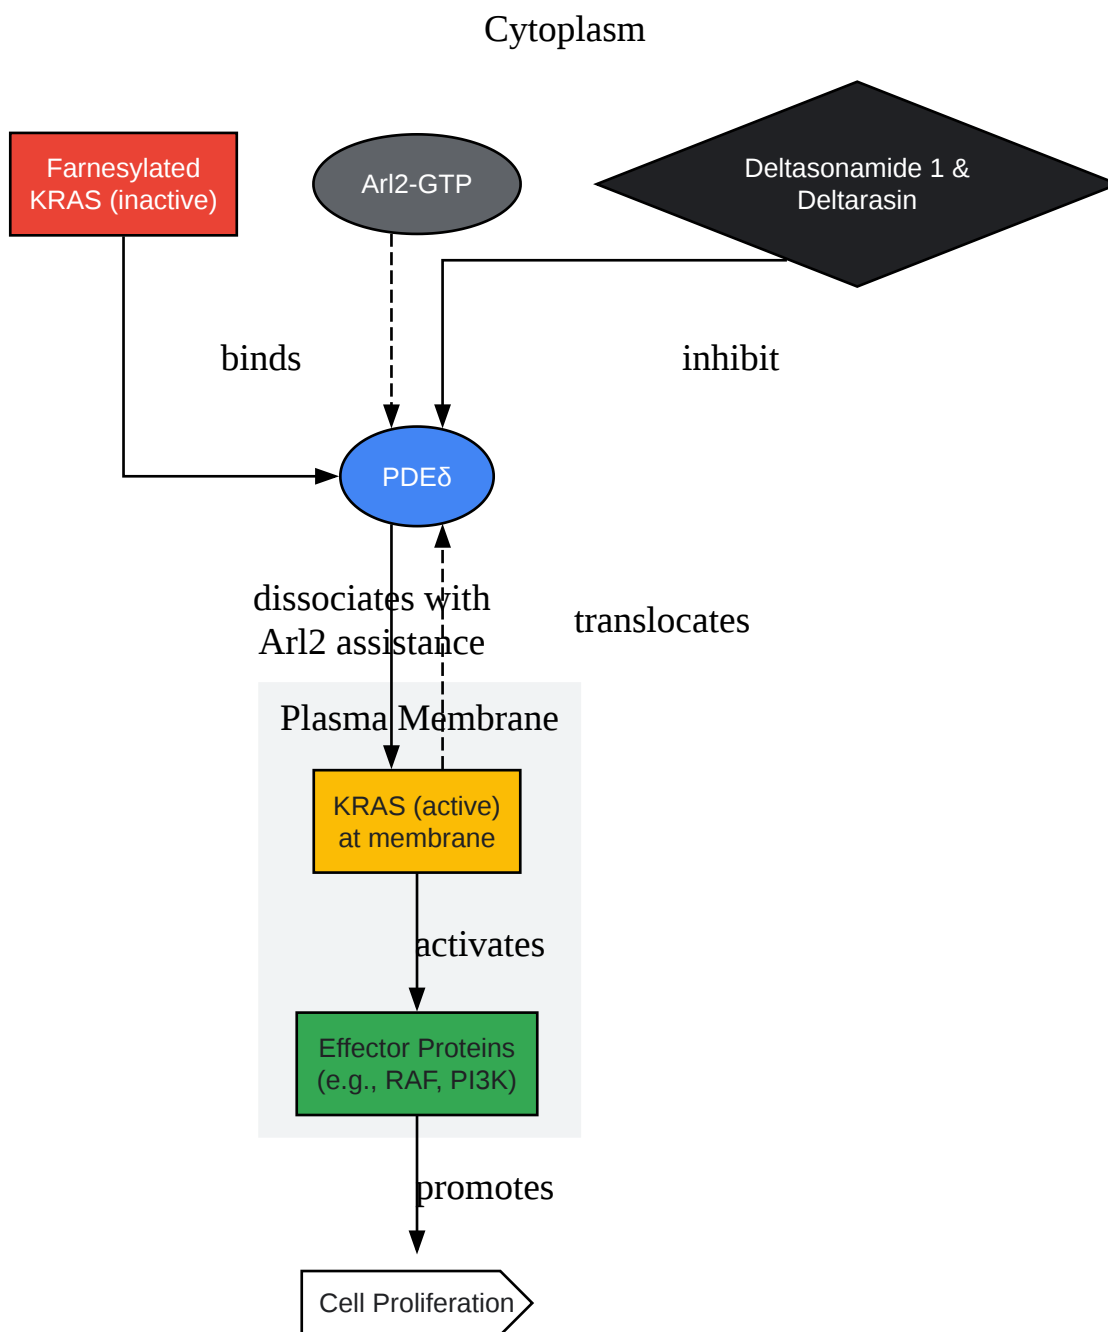 Cytoplasm
Farnesylated
KRAS (inactive)
Arl2-GTP
Deltasonamide 1 &
Deltarasin
binds
inhibit
PDEδ
dissociates with
Arl2 assistance
translocates
Plasma Membrane
KRAS (active)
at membrane
activates
Effector Proteins
(e.g., RAF, PI3K)
promotes
Cell Proliferation